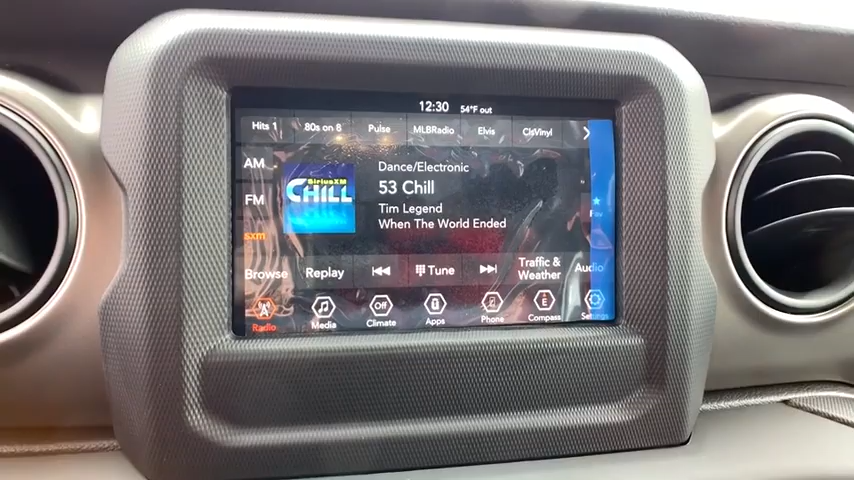 12:30 54°F out
Hits 1 80s on 8 Pulse MLBRadio Elvis ClsVinyl
AM
FM
sxm
SiriusXM
CHILL
Dance/Electronic
53 Chill
Tim Legend
When The World Ended
Fav
Browse Replay Tune Traffic & Weather Audio
A Off E
Radio Media Climate Apps Phone Compass Settings